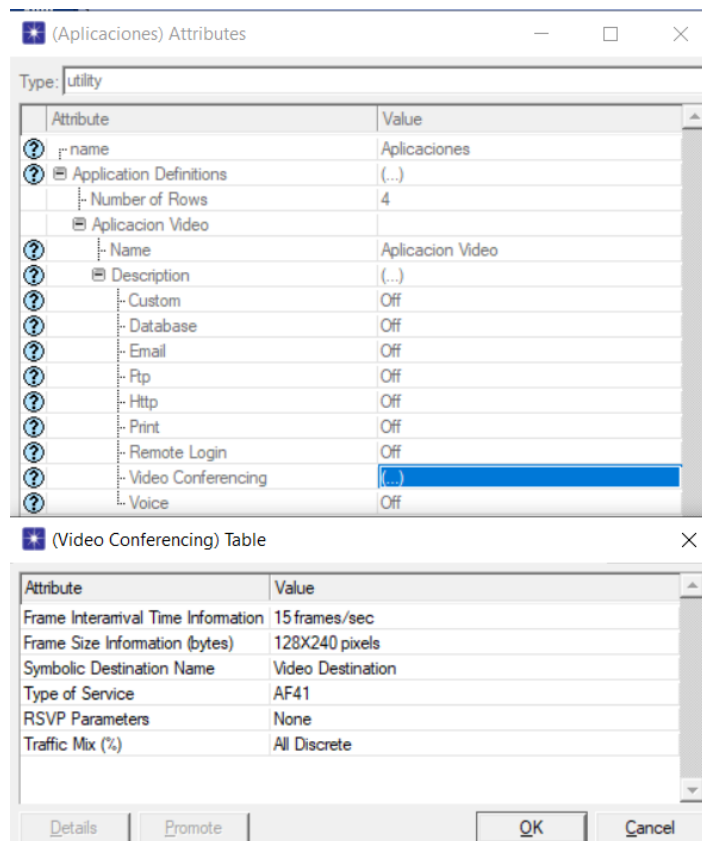 (Aplicaciones) Attributes
Type: utility
Attribute Value
name Aplicaciones
Application Definitions (...)
Number of Rows 4
Aplicacion Video
Name Aplicacion Video
Description (...)
Custom Off
Database Off
Email Off
Ftp Off
Http Off
Print Off
Remote Login Off
Video Conferencing (...)
Voice Off
(Video Conferencing) Table
Attribute Value
Frame Interarrival Time Information 15 frames/sec
Frame Size Information (bytes) 128X240 pixels
Symbolic Destination Name Video Destination
Type of Service AF41
RSVP Parameters None
Traffic Mix (%) All Discrete
Details Promote OK Cancel